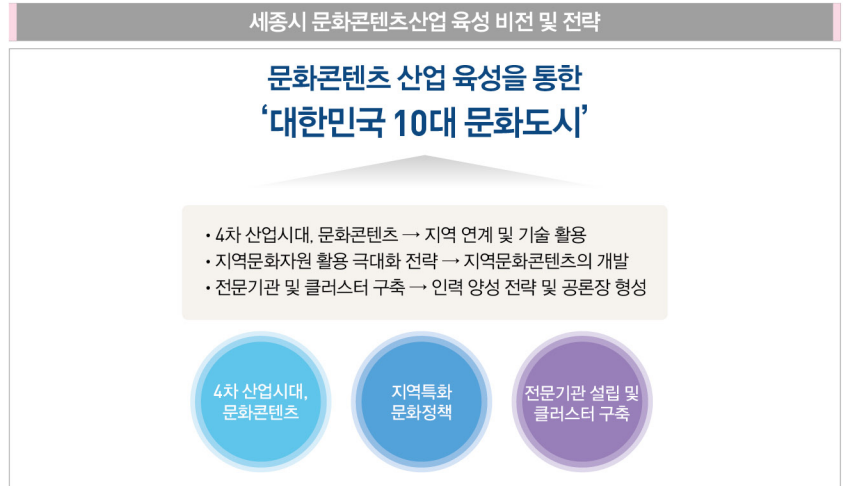 세종시 문화콘텐츠산업 육성 비전 및 전략
문화콘텐츠 산업 육성을 통한
‘대한민국 10대 문화도시’
• 4차 산업시대, 문화콘텐츠 → 지역 연계 및 기술 활용
• 지역문화자원 활용 극대화 전략 → 지역문화콘텐츠의 개발
• 전문기관 및 클러스터 구축 → 인력 양성 전략 및 공론장 형성
4차 산업시대,
문화콘텐츠
지역특화
문화정책
전문기관 설립 및
클러스터 구축